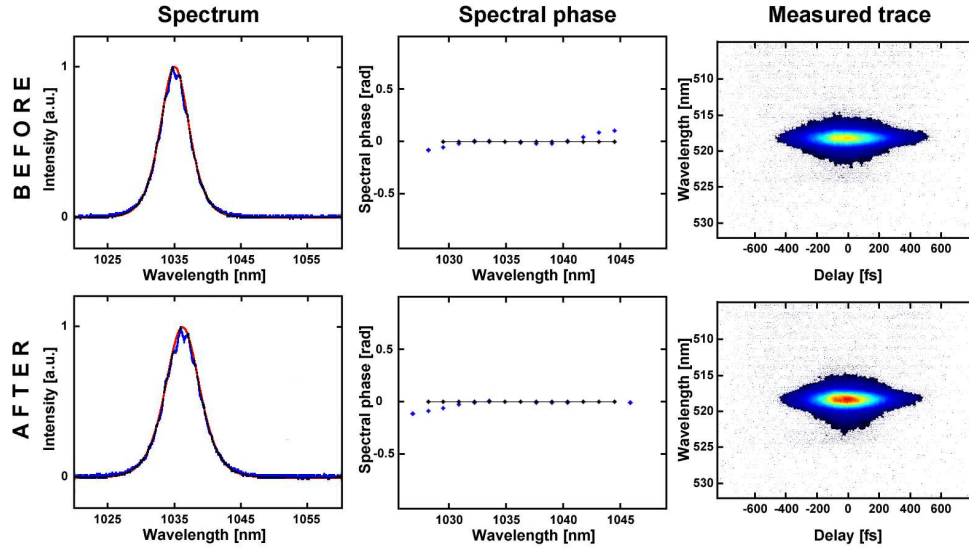 Spectrum
Spectral phase
Measured trace
BEFORE
Intensity [a.u.]
1
0
1025
1035
1045
1055
Wavelength [nm]
Spectral phase [rad]
0.5
0
-0.5
1030
1035
1040
1045
Wavelength [nm]
Wavelength [nm]
510
515
520
525
530
-600
-400
-200
0
200
400
600
Delay [fs]
AFTER
Intensity [a.u.]
1
0
1025
1035
1045
1055
Wavelength [nm]
Spectral phase [rad]
0.5
0
-0.5
1030
1035
1040
1045
Wavelength [nm]
Wavelength [nm]
510
515
520
525
530
-600
-400
-200
0
200
400
600
Delay [fs]